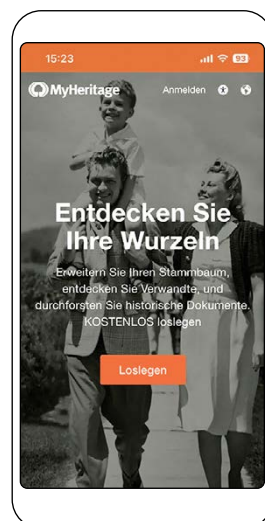 15:23
93
MyHeritage
Anmelden
Entdecken Sie
Ihre Wurzeln
Erweitern Sie Ihren Stammbaum,
entdecken Sie Verwandte, und
durchforsten Sie historische Dokumente.
KOSTENLOS loslegen
Loslegen